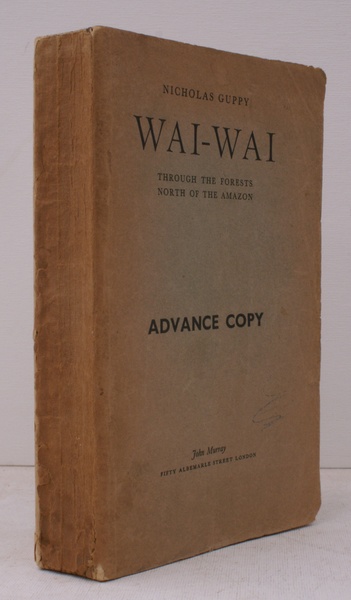 NICHOLAS GUPPY
WAI-WAI
THROUGH THE FORESTS
NORTH OF THE AMAZON
ADVANCE COPY
John Murray
FIFTY ALBEMARLE STREET LONDON